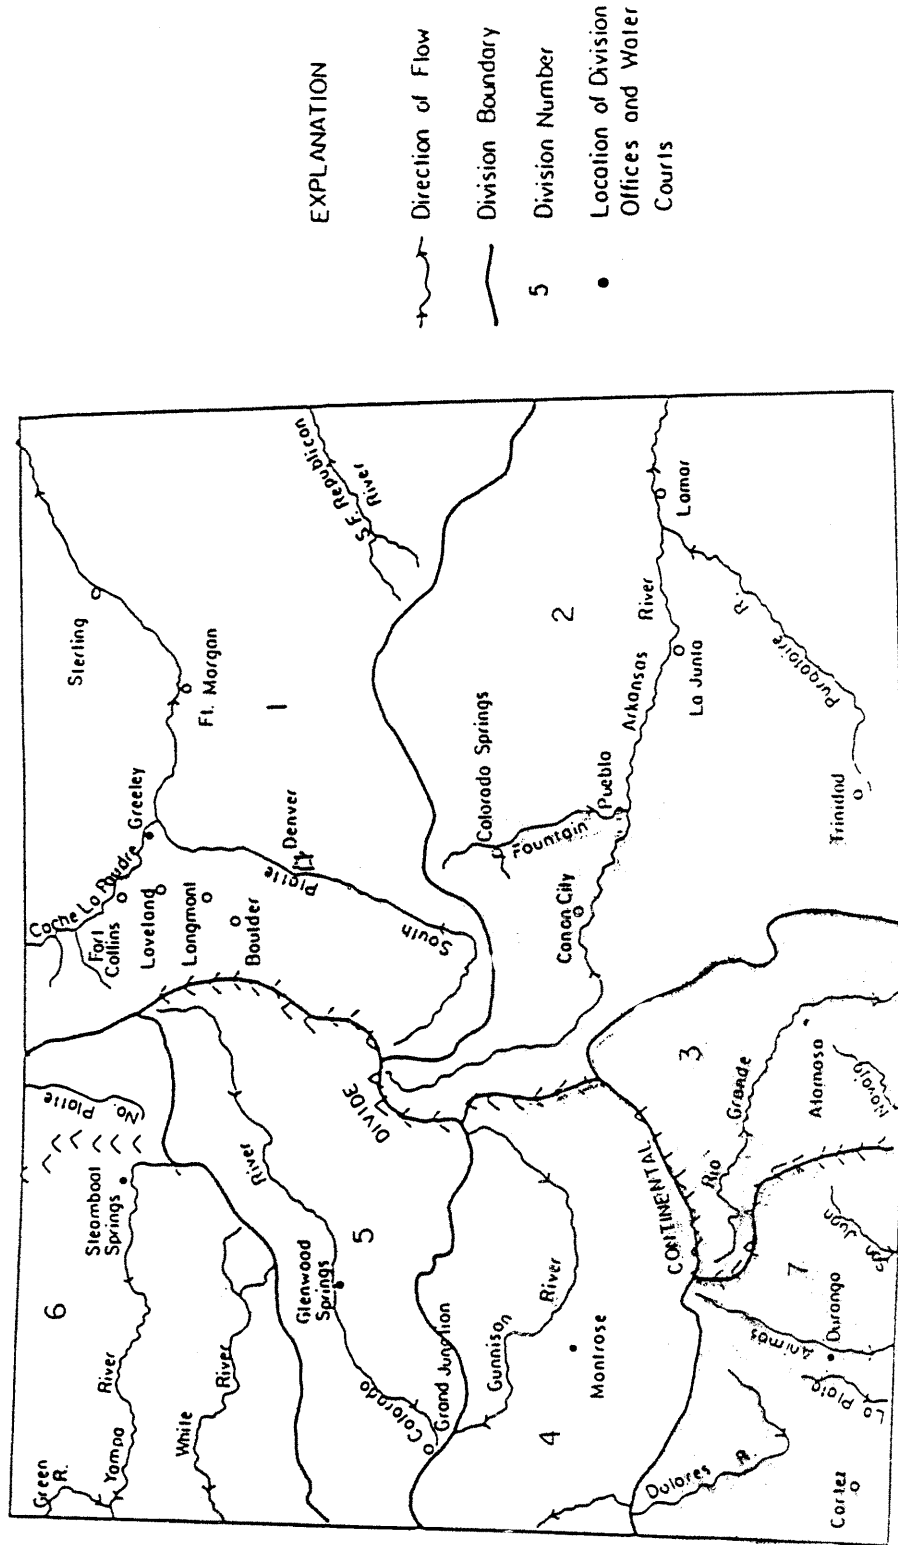 EXPLANATION
Direction of Flow
Division Boundary
5
Division Number
Location of Division
Offices and Water
Courts
Green
R.
Yampa
River
6
Steamboat
Springs
No. Platte
White
River
Cache La Poudre
Fort
Collins
Greeley
Loveland
Longmont
Boulder
Sterling
Ft. Morgan
1
Denver
South
Platte
S.F. Republican
River
DIVIDE
River
Glenwood
Springs
5
Colorado
Grand Junction
Gunnison
River
Montrose
4
Colorado Springs
Fountain
Pueblo
Canon City
Arkansas
River
2
La Junta
Lamar
Purgatoire
R.
Trinidad
CONTINENTAL
Rio
Grande
3
Alamosa
7
Juan
Animas
Durango
La Plata
Dolores
R.
Cortez